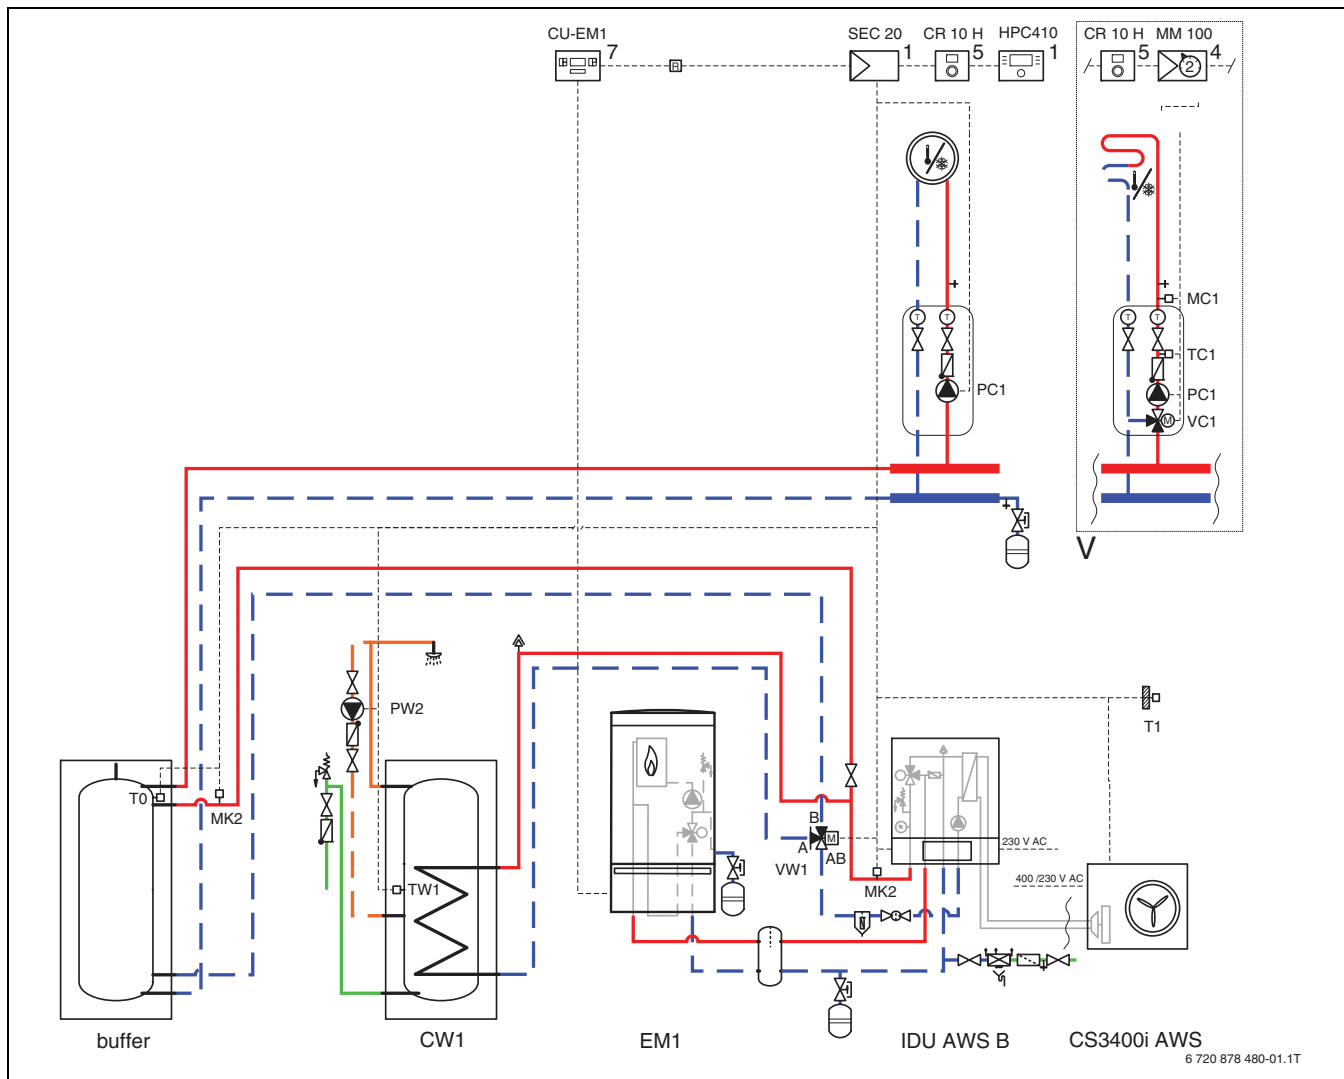 CU-EM1
7
R
SEC 20
1
CR 10 H
5
HPC410
1
CR 10 H
5
MM 100
2
4
MC1
T
T
T
T
TC1
PC1
PC1
M
VC1
V
PW2
T1
T0
MK2
B
M
A
AB
VW1
230 V AC
TW1
MK2
400 /230 V AC
buffer
CW1
EM1
IDU AWS B
CS3400i AWS
6 720 878 480-01.1T